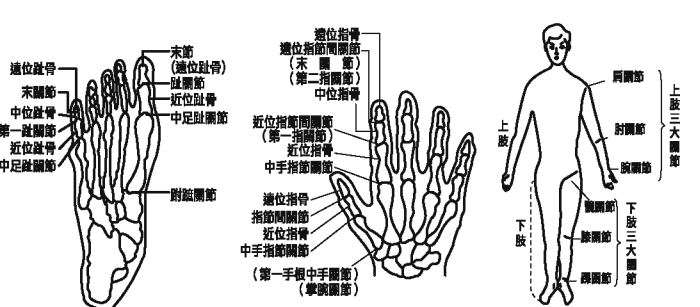 遠位趾骨
末關節
中位趾骨
第一趾關節
近位趾骨
中足趾關節
末節
(遠位趾骨)
趾關節
近位趾骨
中足趾關節
跗蹠關節
遠位指骨
遠位指節間關節
(末關節)
(第二指關節)
中位指骨
近位指節間關節
(第一指關節)
近位指骨
中手指節關節
遠位指骨
指節間關節
近位指骨
中手指節關節
(第一手根中手關節)
(掌腕關節)
上肢
下肢
肩關節
肘關節
腕關節
上肢三大關節
髖關節
膝關節
踝關節
下肢三大關節